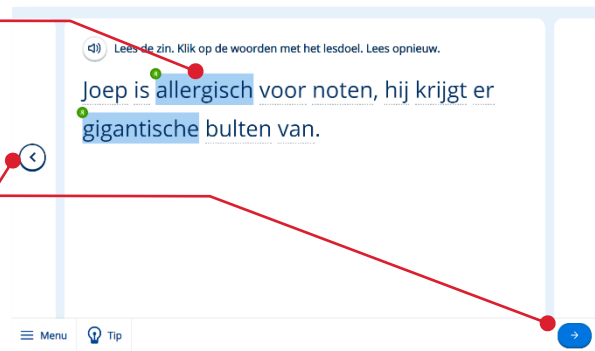 Lees de zin. Klik op de woorden met het lesdoel. Lees opnieuw.
Joep is allergisch voor noten, hij krijgt er
gigantische bulten van.
Menu Tip